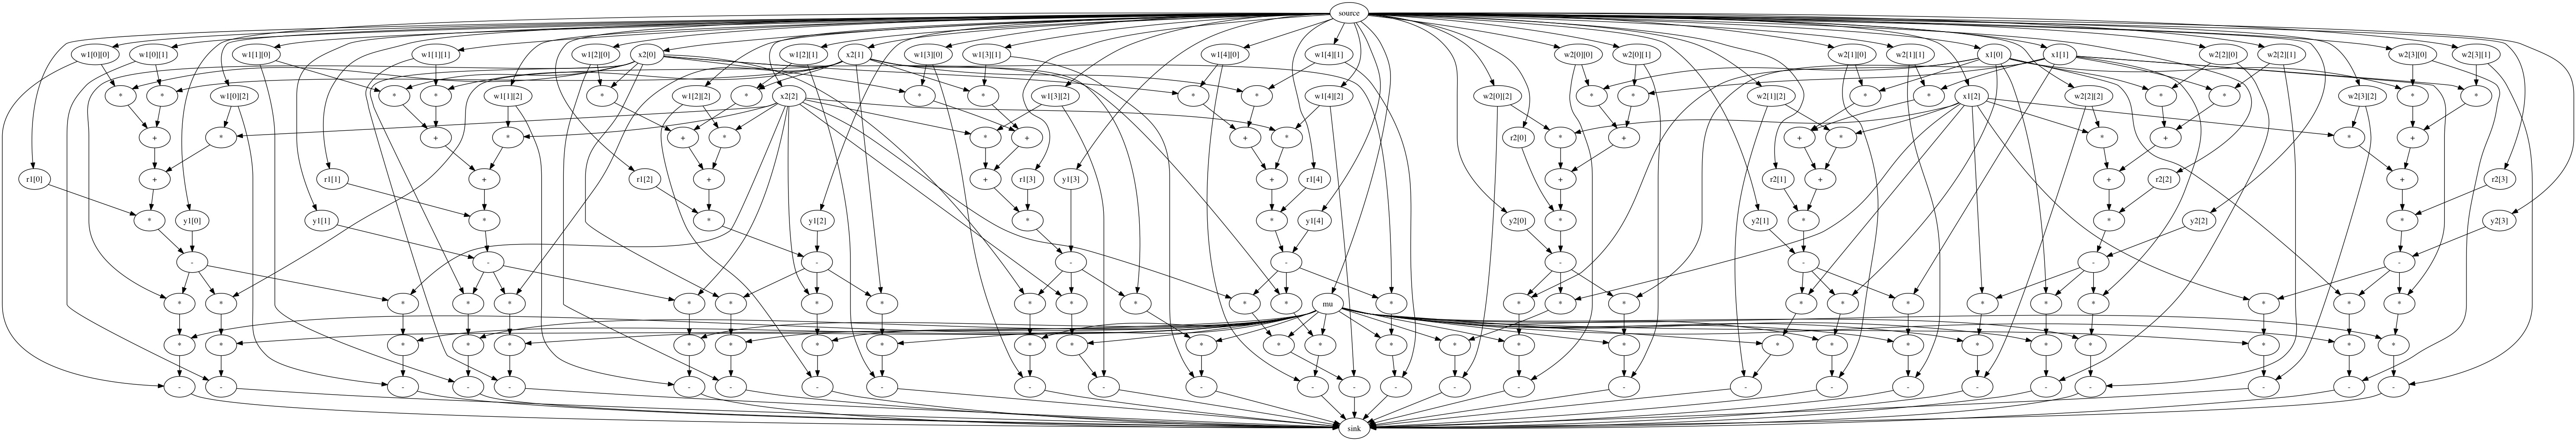 source
w1[0][0] w1[0][1] w1[1][0] w1[1][1] w1[2][0] x2[0] w1[2][1] x2[1] w1[3][0] w1[3][1] w1[4][0] w1[4][1] w2[0][0] w2[0][1] w2[1][0] w2[1][1] x1[0] x1[1] w2[2][0] w2[2][1] w2[3][0] w2[3][1]
* * w1[0][2] * * w1[1][2] * w1[2][2] * x2[2] * * w1[3][2] * * w1[4][2] w2[0][2] * * w2[1][2] * * x1[2] w2[2][2] * * w2[3][2] * *
+ * + * + * * + + * r2[0] * + + * * + * +
r1[0] + r1[1] + r1[2] + + r1[3] y1[3] + r1[4] + r2[1] + + r2[2] + r2[3]
* y1[0] y1[1] * * y1[2] * * y1[4] y2[0] * y2[1] * * y2[2] * y2[3]
- - - - - - - - -
* * * * * * * * * * * * * * mu * * * * * * * * * * * * *
* * * * * * * * * * * * * * * * * * * * * * * * * * *
- - - - - - - - - - - - - - - - - - - - - - - - - - -
sink